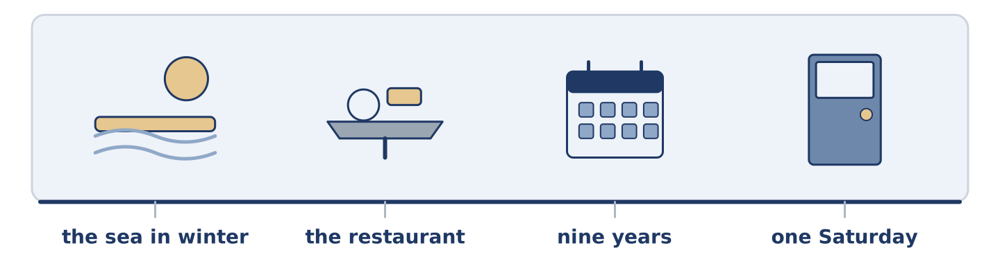 the sea in winter
the restaurant
nine years
one Saturday